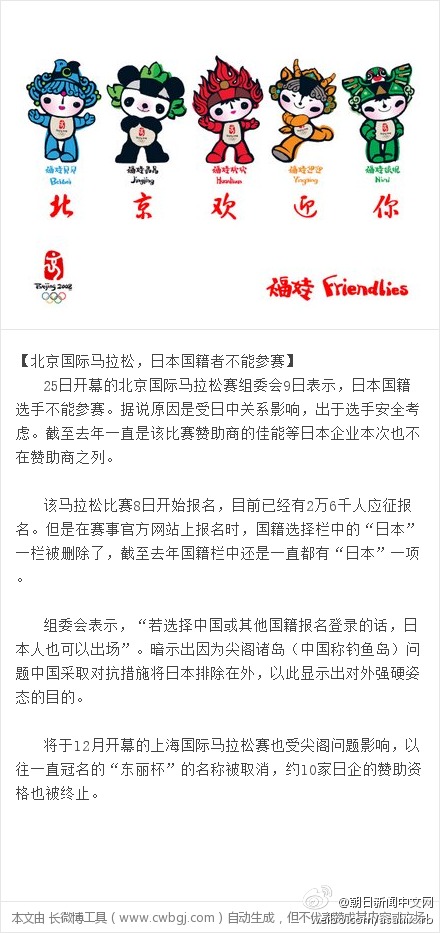 福娃贝贝 福娃晶晶 福娃欢欢 福娃迎迎 福娃妮妮
Beibei Jingjing Huanhuan Yingying Nini
北 京 欢 迎 你
Beijing 2008
福娃 Friendlies
【北京国际马拉松，日本国籍者不能参赛】
25日开幕的北京国际马拉松赛组委会9日表示，日本国籍
选手不能参赛。据说原因是受日中关系影响，出于选手安全考
虑。截至去年一直是该比赛赞助商的佳能等日本企业本次也不
在赞助商之列。
该马拉松比赛8日开始报名，目前已经有2万6千人应征报
名。但是在赛事官方网站上报名时，国籍选择栏中的“日本”
一栏被删除了，截至去年国籍栏中还是一直都有“日本”一项
。
组委会表示，“若选择中国或其他国籍报名登录的话，日
本人也可以出场”。暗示出因为尖阁诸岛（中国称钓鱼岛）问
题中国采取对抗措施将日本排除在外，以此显示出对外强硬姿
态的目的。
将于12月开幕的上海国际马拉松赛也受尖阁问题影响，以
往一直冠名的“东丽杯”的名称被取消，约10家日企的赞助资
格也被终止。
@朝日新闻中文网
本文由 长微博工具（www.cwbgj.com）自动生成，但不代表赞成其内容或立场
weibo.com/asahizirb